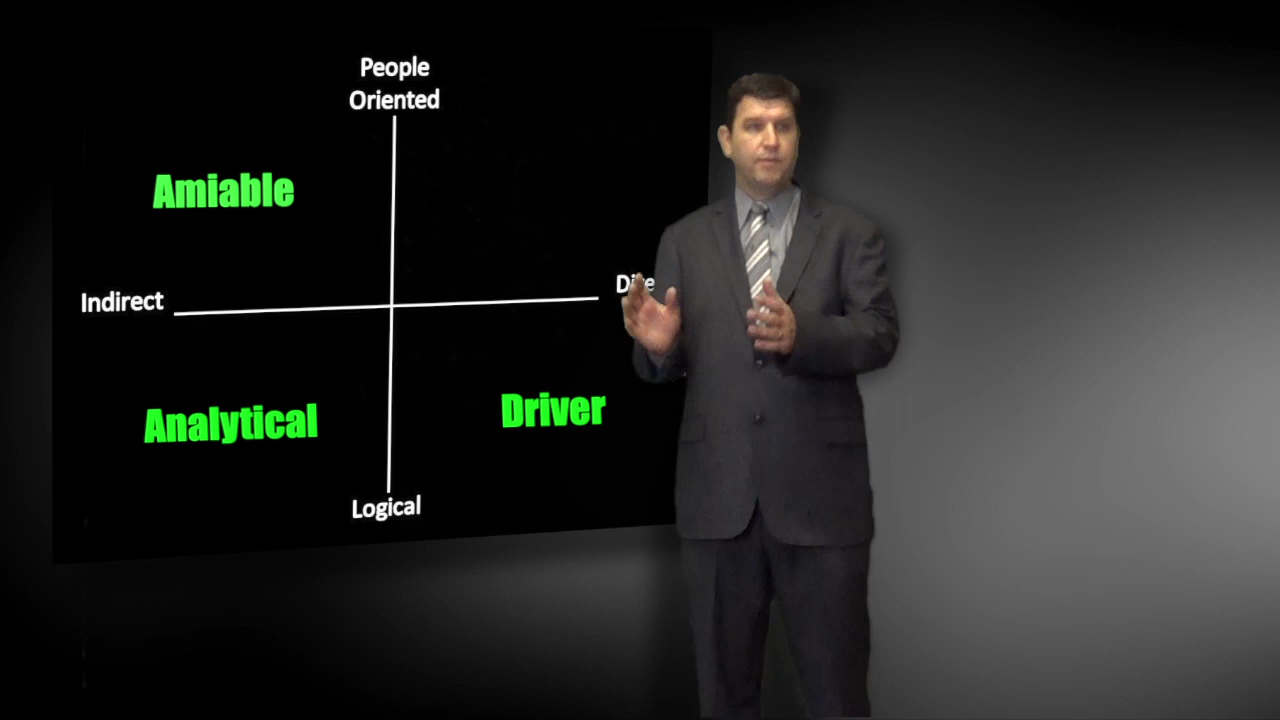 People
Oriented
Amiable
Indirect
Analytical
Driver
Logical